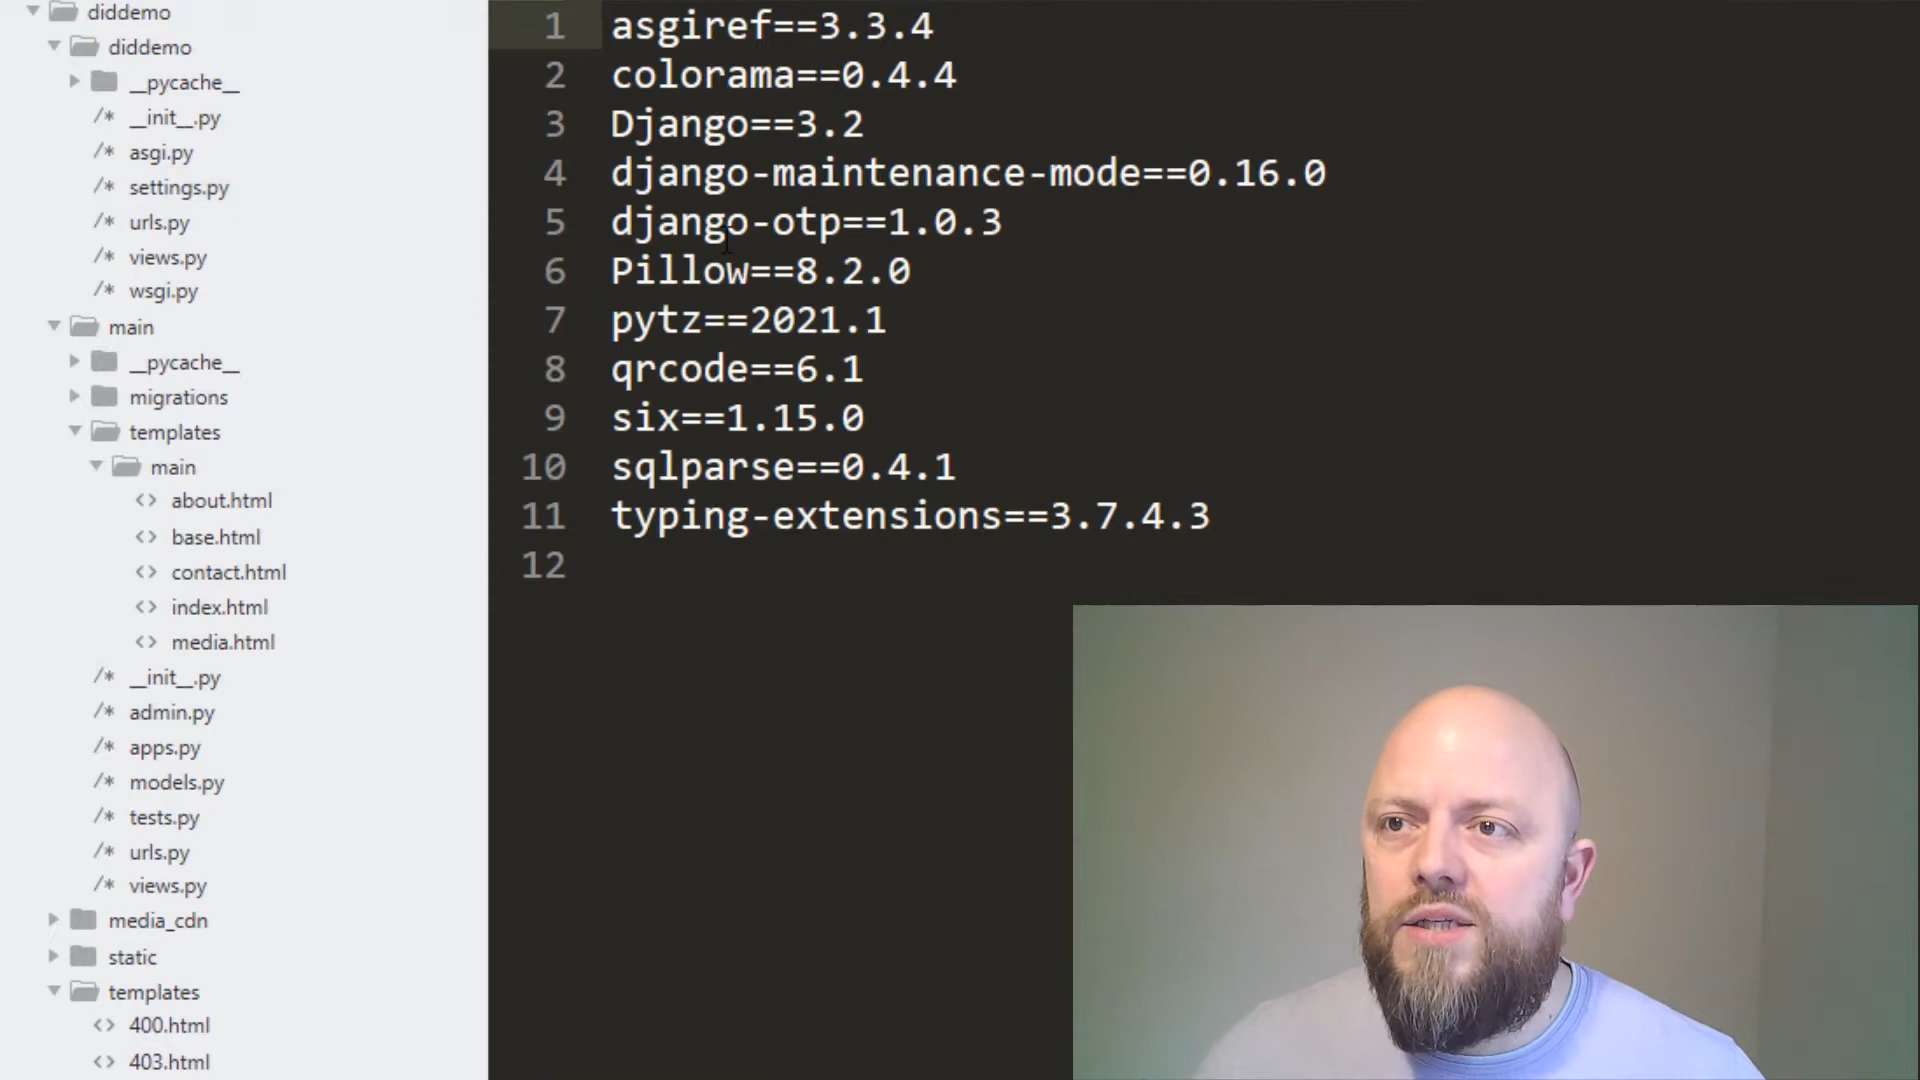 diddemo
diddemo
__pycache__
/* __init__.py
/* asgi.py
/* settings.py
/* urls.py
/* views.py
/* wsgi.py
main
__pycache__
migrations
templates
main
<> about.html
<> base.html
<> contact.html
<> index.html
<> media.html
/* __init__.py
/* admin.py
/* apps.py
/* models.py
/* tests.py
/* urls.py
/* views.py
media_cdn
static
templates
<> 400.html
<> 403.html
1 asgiref==3.3.4
2 colorama==0.4.4
3 Django==3.2
4 django-maintenance-mode==0.16.0
5 django-otp==1.0.3
6 Pillow==8.2.0
7 pytz==2021.1
8 qrcode==6.1
9 six==1.15.0
10 sqlparse==0.4.1
11 typing-extensions==3.7.4.3
12